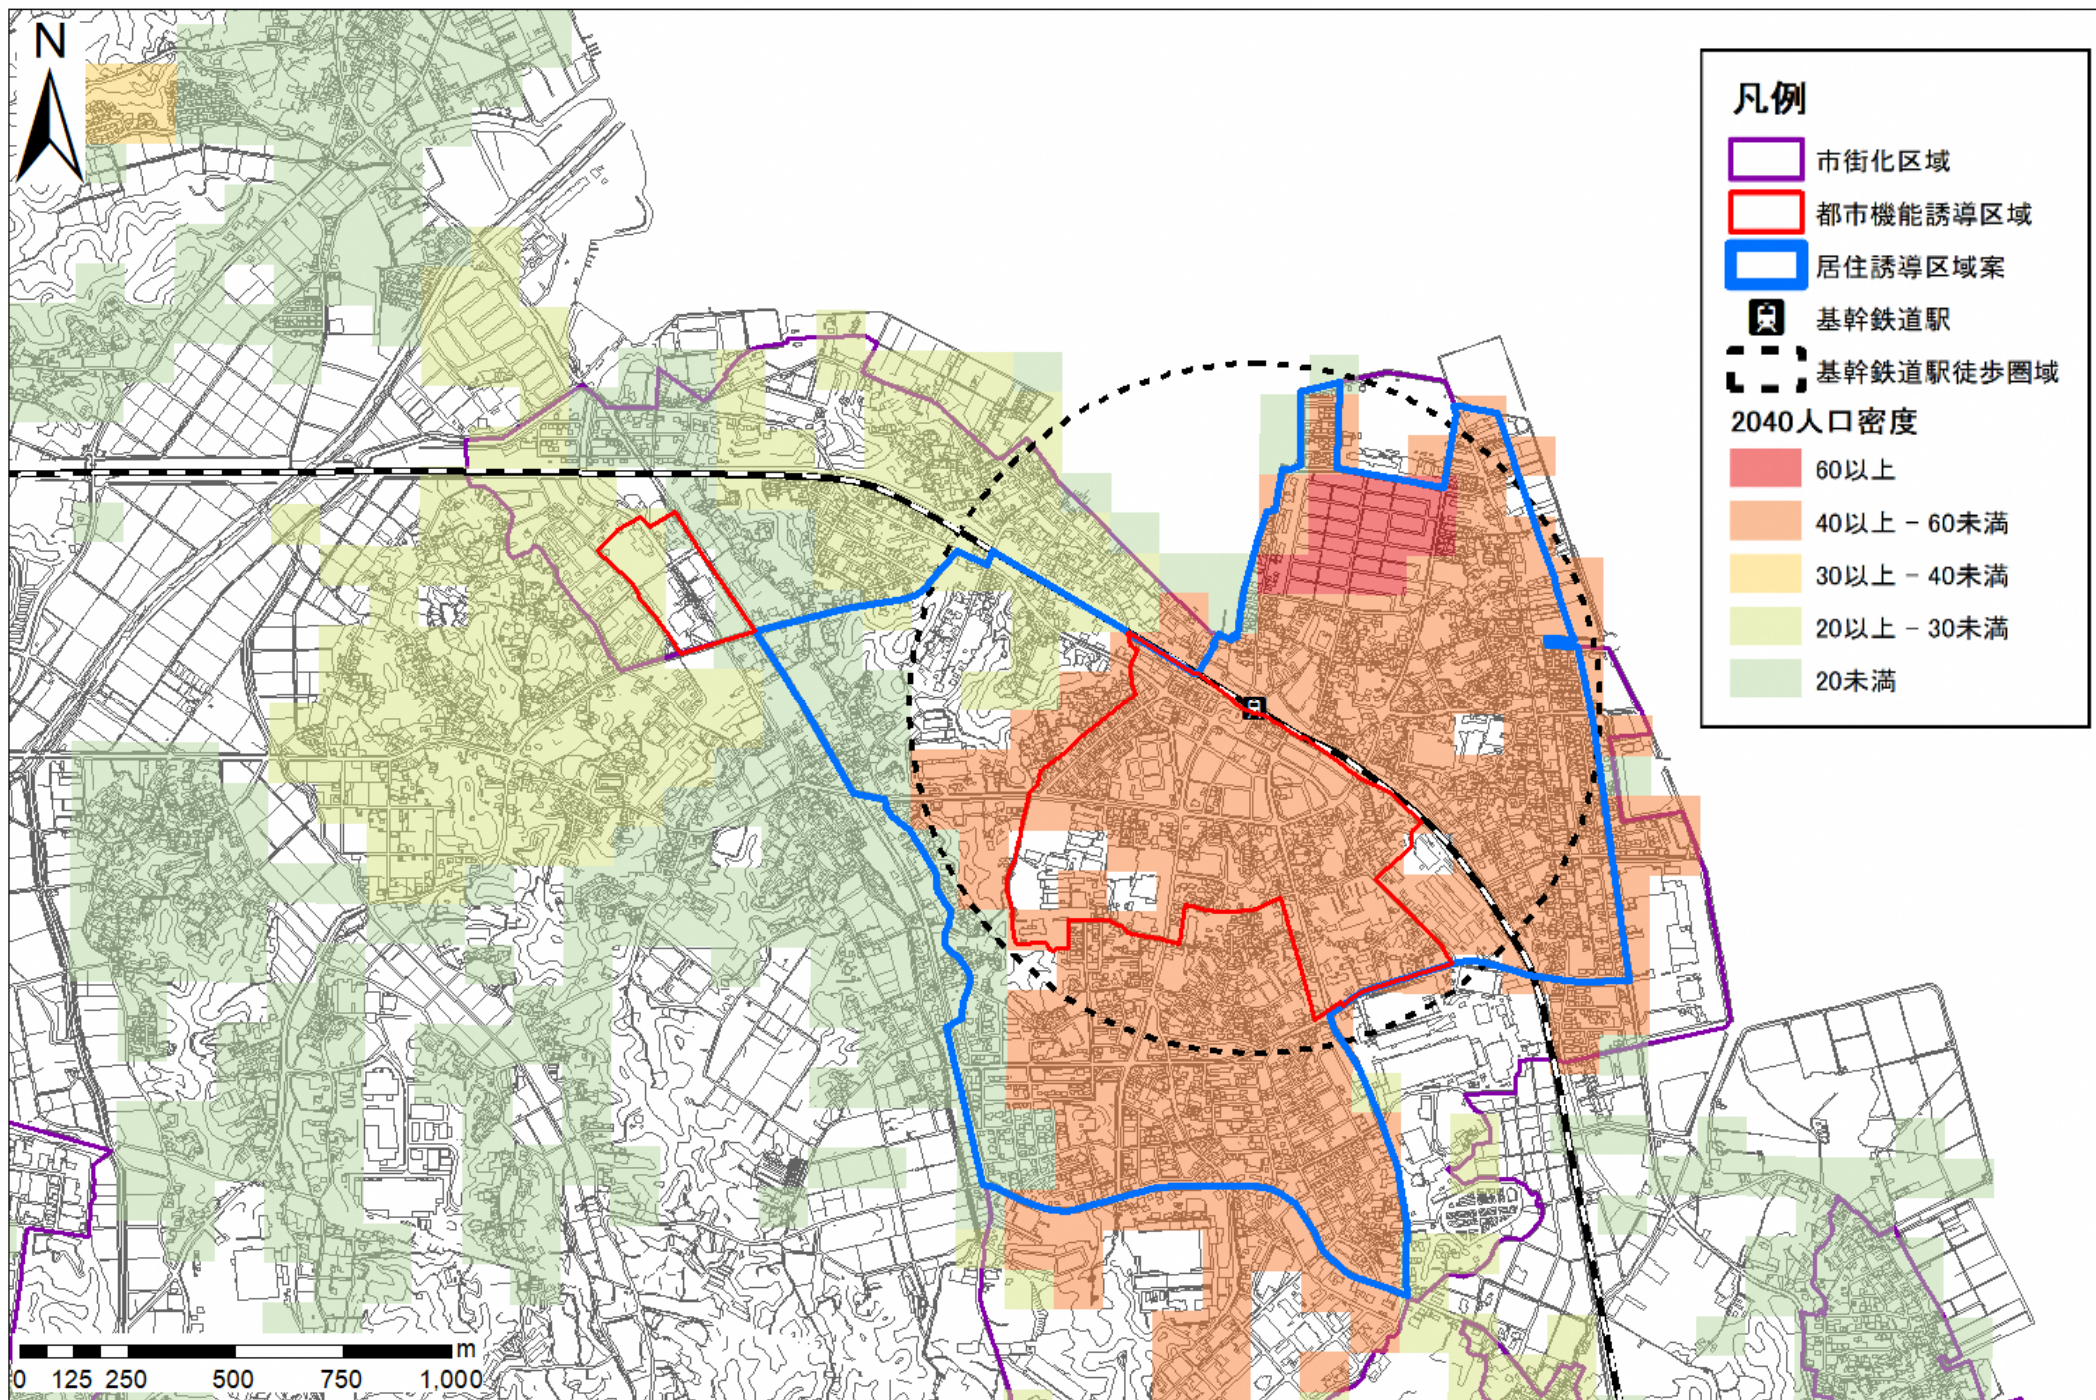 N
凡例
市街化区域
都市機能誘導区域
居住誘導区域案
基幹鉄道駅
基幹鉄道駅徒歩圏域
2040人口密度
60以上
40以上 – 60未満
30以上 – 40未満
20以上 – 30未満
20未満
m
0 125 250 500 750 1,000